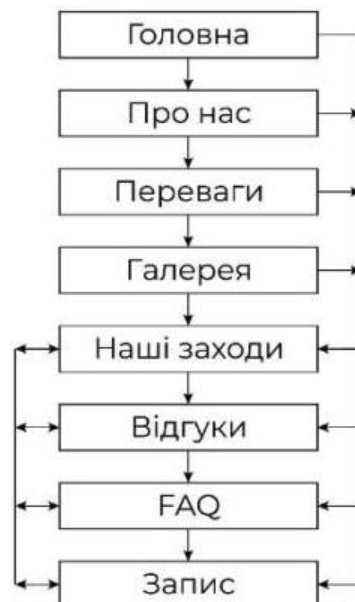 Головна
Про нас
Переваги
Галерея
Наші заходи
Відгуки
FAQ
Запис